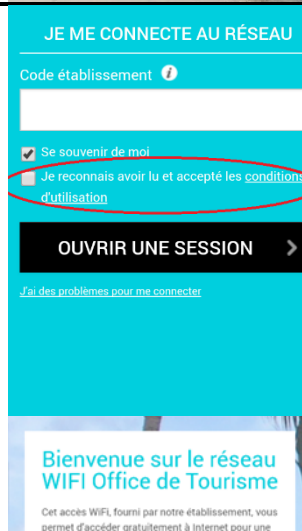 JE ME CONNECTE AU RÉSEAU
Code établissement i
Se souvenir de moi
Je reconnais avoir lu et accepté les conditions
d'utilisation
OUVRIR UNE SESSION
J'ai des problèmes pour me connecter
Bienvenue sur le réseau
WIFI Office de Tourisme
Cet accès WiFi, fourni par notre établissement, vous
permet d'accéder gratuitement à Internet pour une